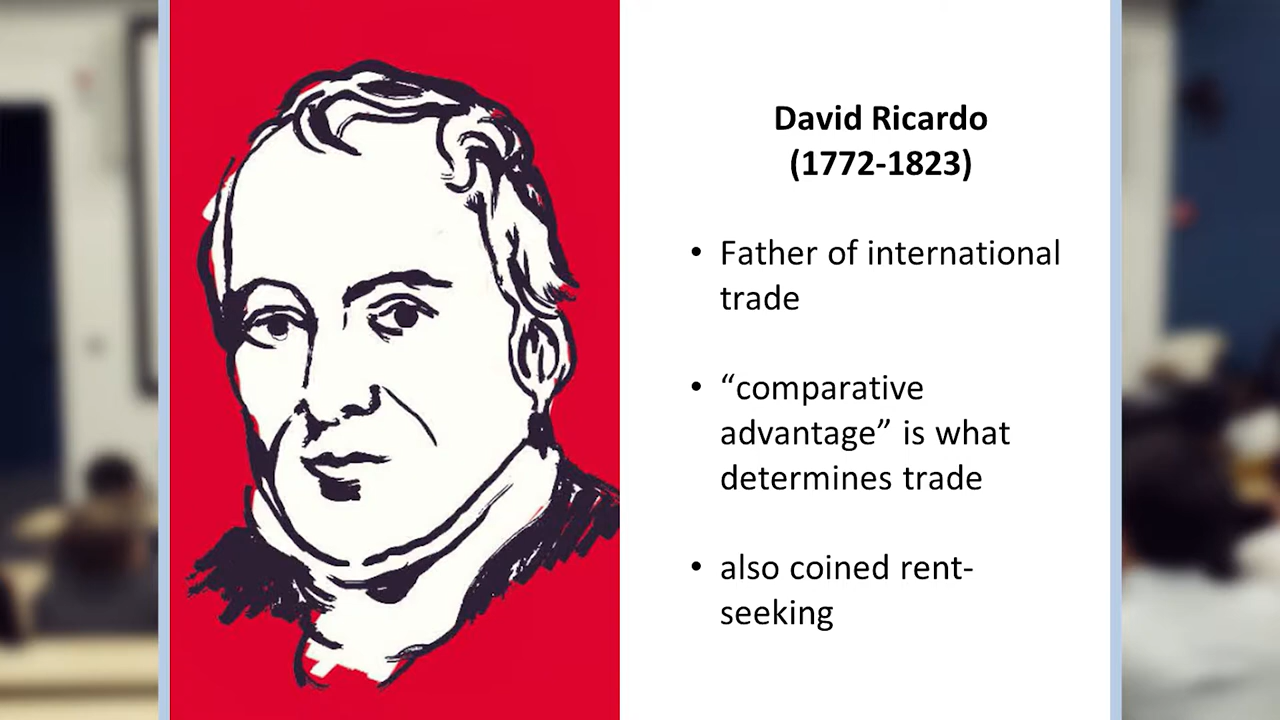 David Ricardo
(1772-1823)
• Father of international
trade
• “comparative
advantage” is what
determines trade
• also coined rent-
seeking